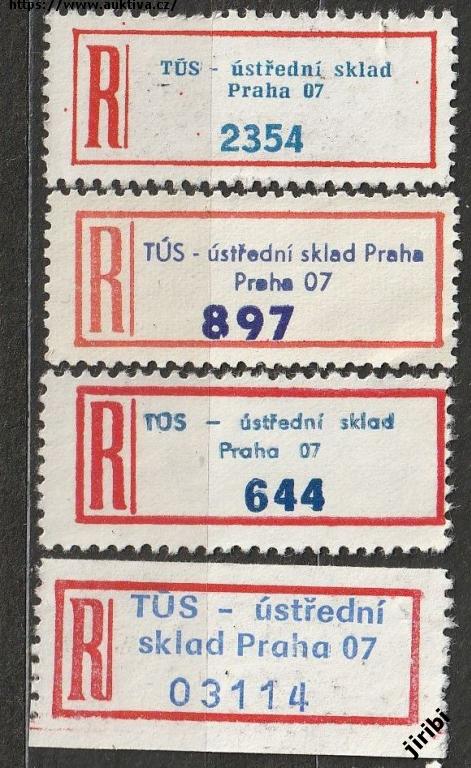 https://www.auktiva.cz/
R
TÚS - ústřední sklad
Praha 07
2354
R
TÚS - ústřední sklad Praha
Praha 07
897
R
TOS - ústřední sklad
Praha 07
644
R
TÚS - ústřední
sklad Praha 07
03114
jiribi